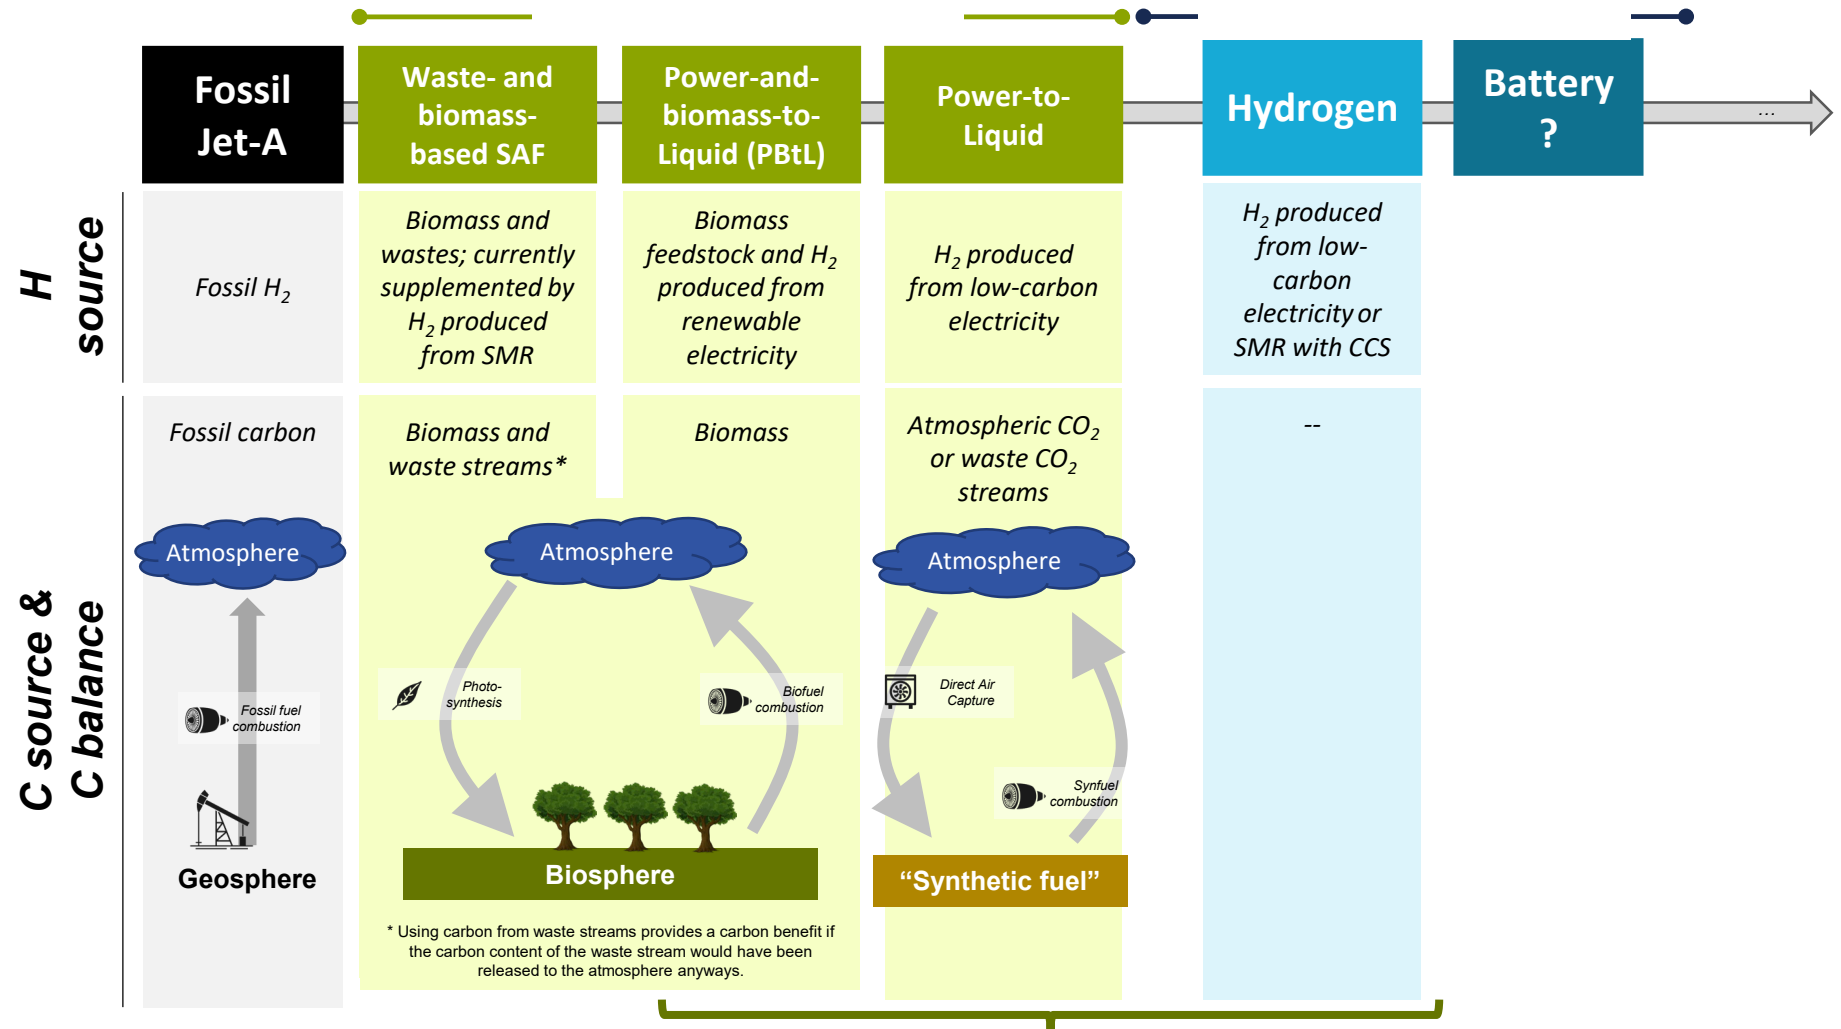 Fossil
Jet-A
Waste- and
biomass-
based SAF
Power-and-
biomass-to-
Liquid (PBtL)
Power-to-
Liquid
Hydrogen
Battery
?
...
H
source
Fossil H2
Biomass and
wastes; currently
supplemented by
H2 produced
from SMR
Biomass
feedstock and H2
produced from
renewable
electricity
H2 produced
from low-carbon
electricity
H2 produced
from low-
carbon
electricity or
SMR with CCS
C source &
C balance
Fossil carbon
Biomass and
waste streams*
Biomass
Atmospheric CO2
or waste CO2
streams
--
Atmosphere
Atmosphere
Atmosphere
Fossil fuel
combustion
Photo-
synthesis
Biofuel
combustion
Direct Air
Capture
Synfuel
combustion
Geosphere
Biosphere
“Synthetic fuel”
* Using carbon from waste streams provides a carbon benefit if
the carbon content of the waste stream would have been
released to the atmosphere anyways.